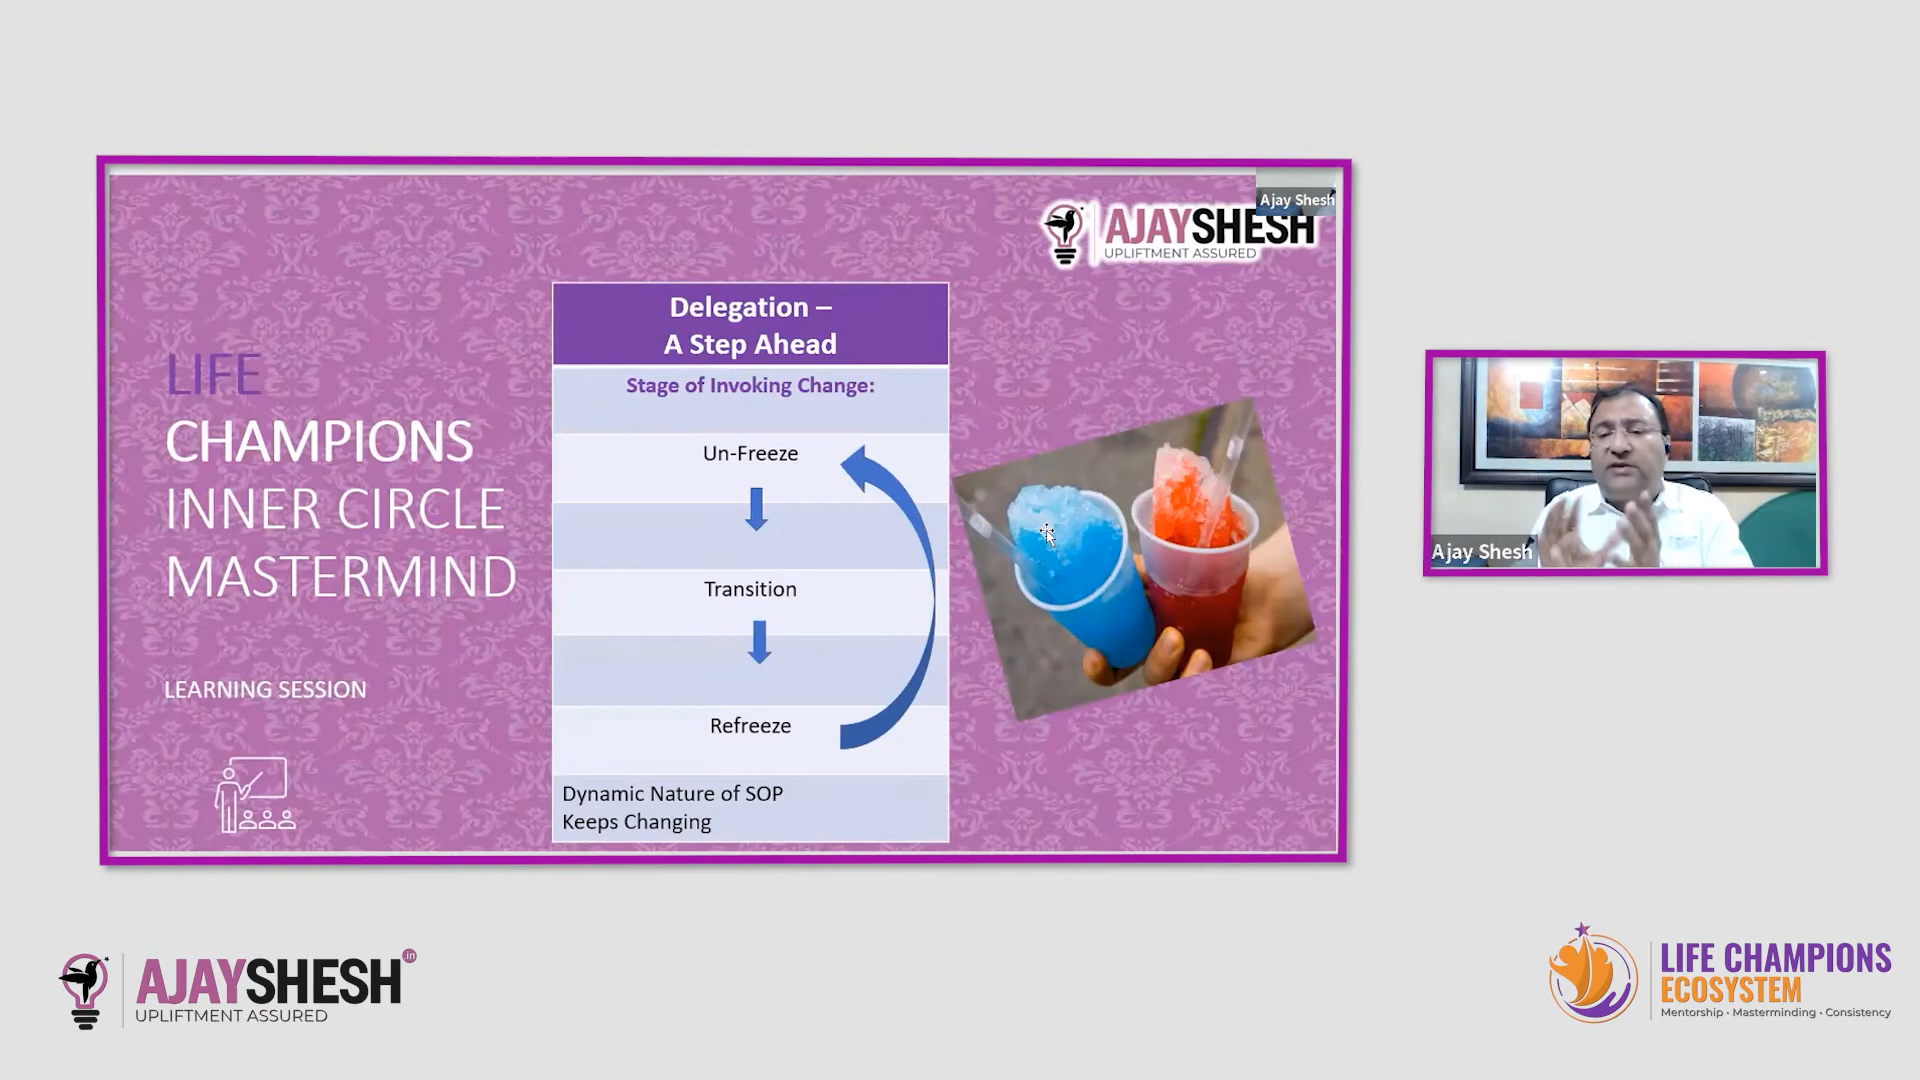 Ajay Shesh
AJAYSHESH
UPLIFTMENT ASSURED
LIFE
CHAMPIONS
INNER CIRCLE
MASTERMIND
LEARNING SESSION
Delegation –
A Step Ahead
Stage of Invoking Change:
Un-Freeze
Transition
Refreeze
Dynamic Nature of SOP
Keeps Changing
Ajay Shesh
AJAYSHESH.in
UPLIFTMENT ASSURED
LIFE CHAMPIONS
ECOSYSTEM
Mentorship • Masterminding • Consistency